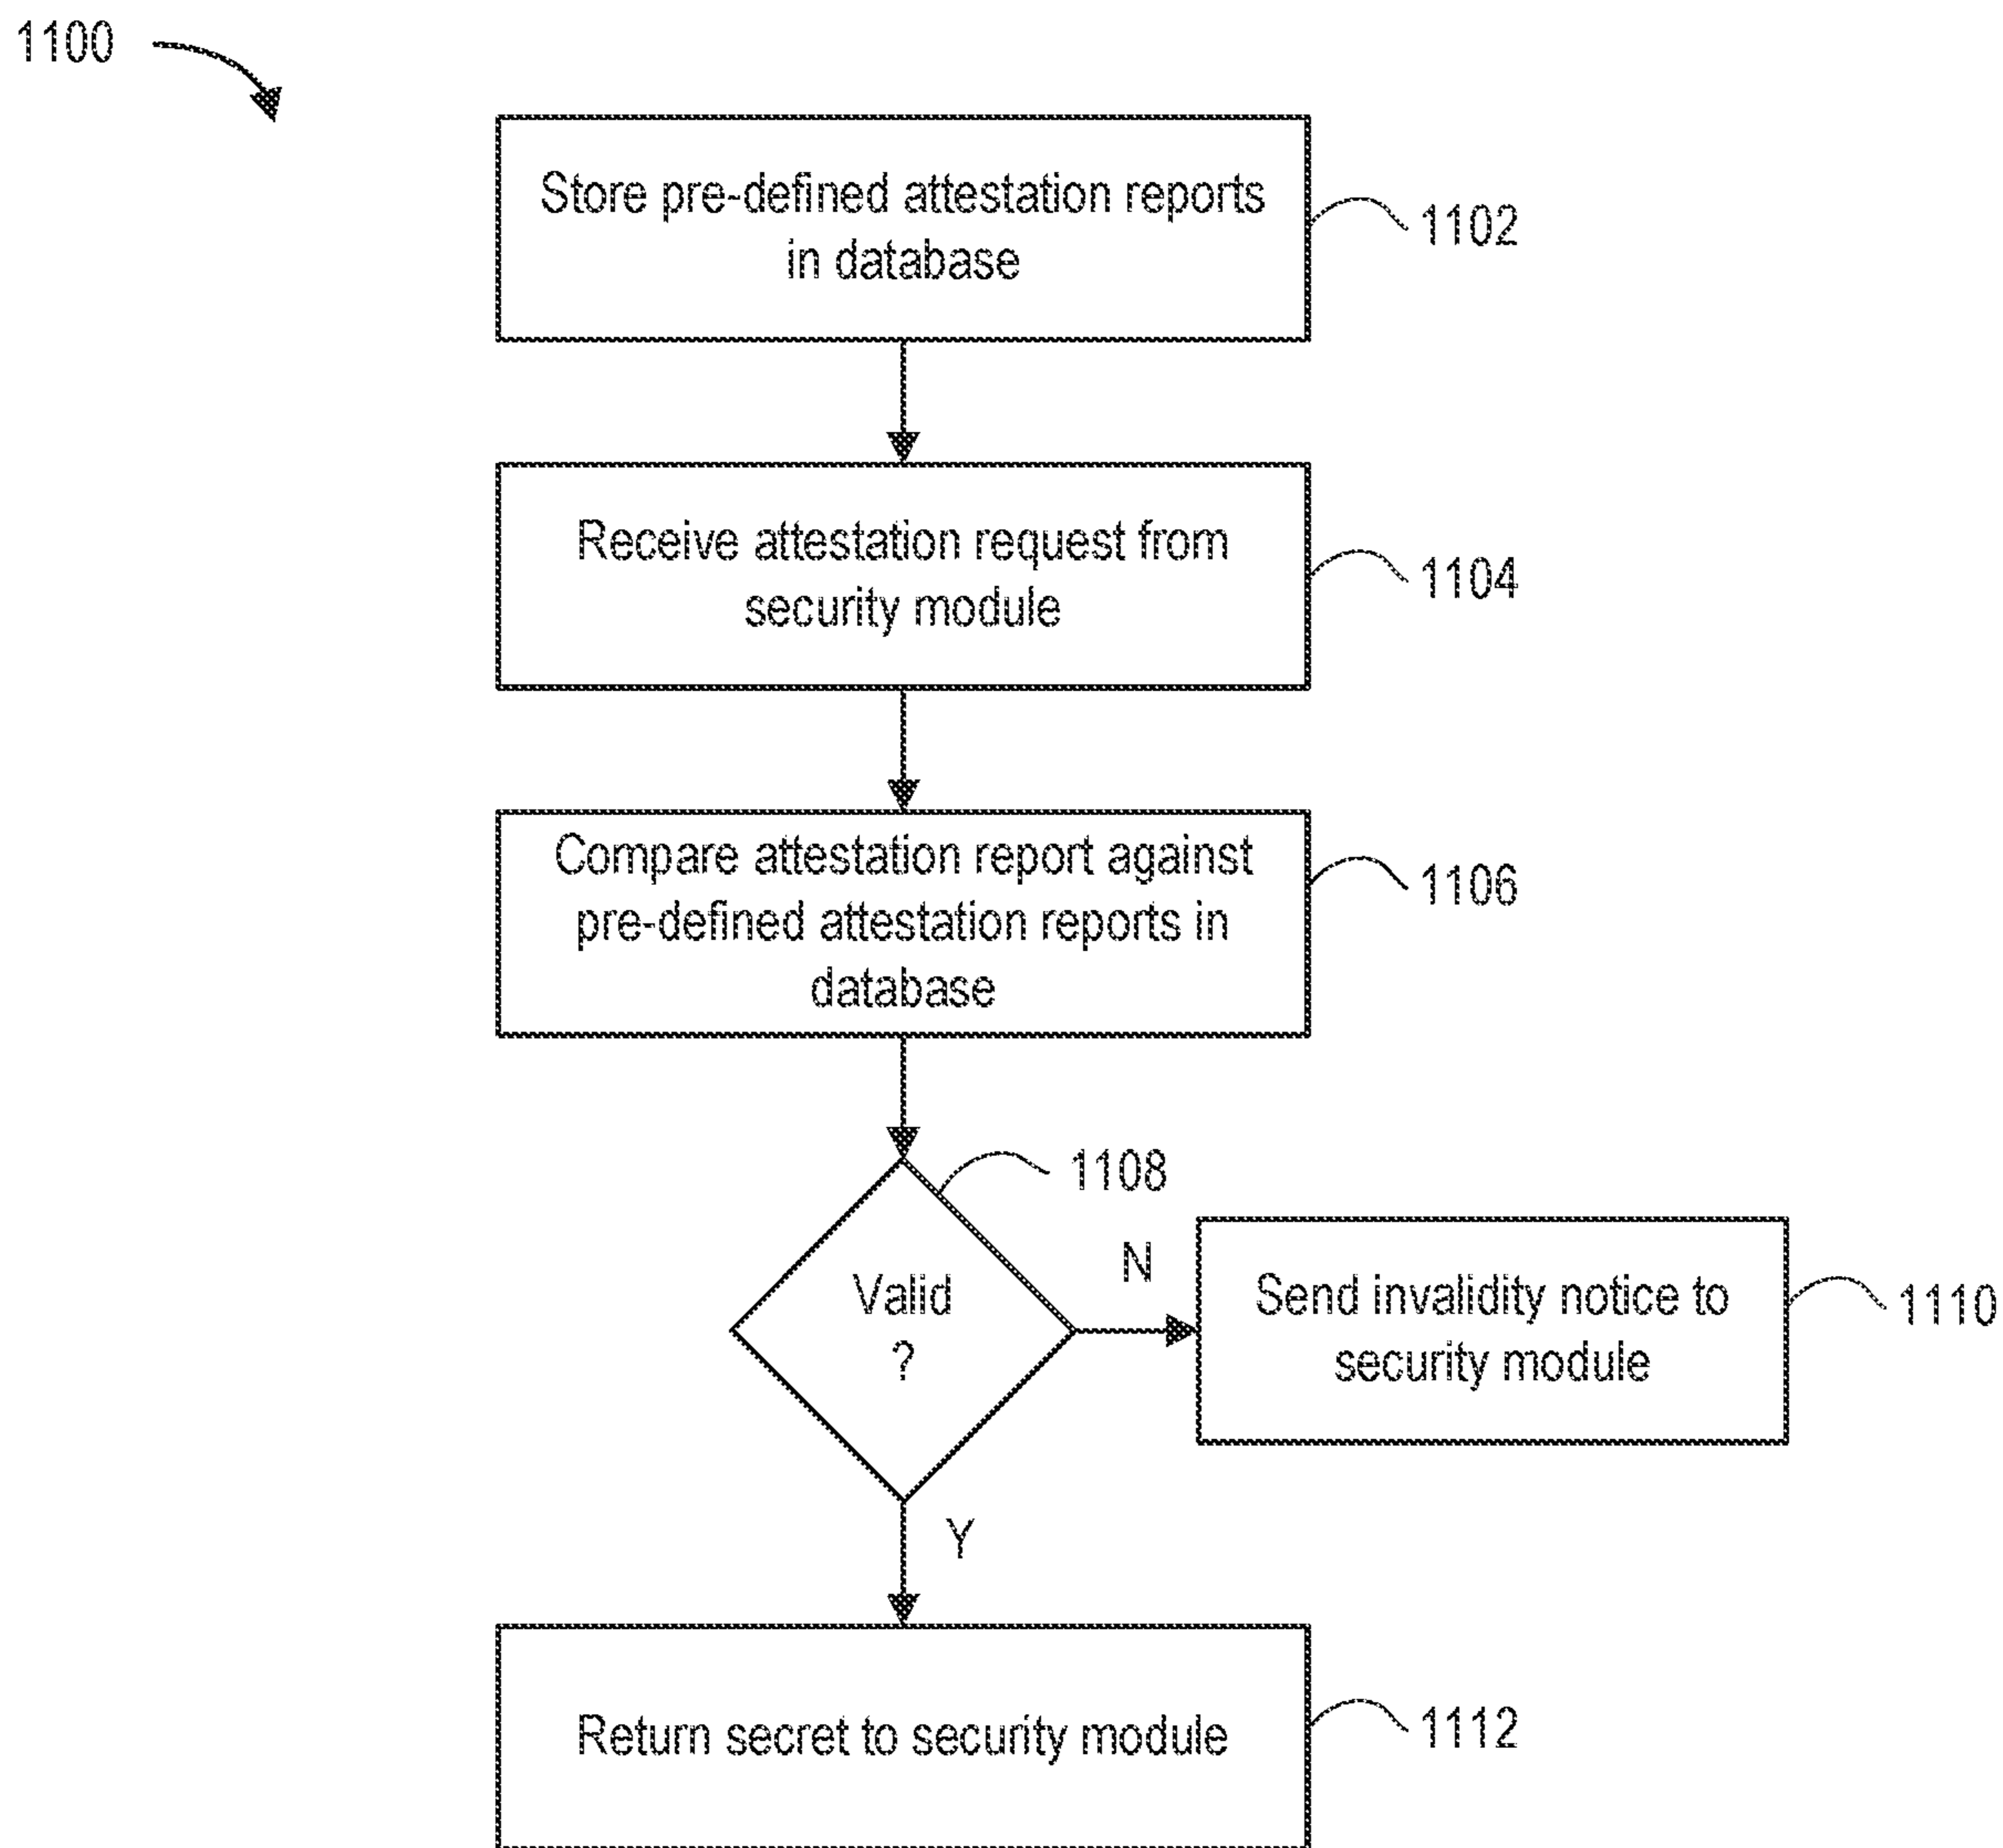 1100
Store pre-defined attestation reports
in database
1102
Receive attestation request from
security module
1104
Compare attestation report against
pre-defined attestation reports in
database
1106
1108
Valid
?
N
Send invalidity notice to
security module
1110
Y
Return secret to security module
1112